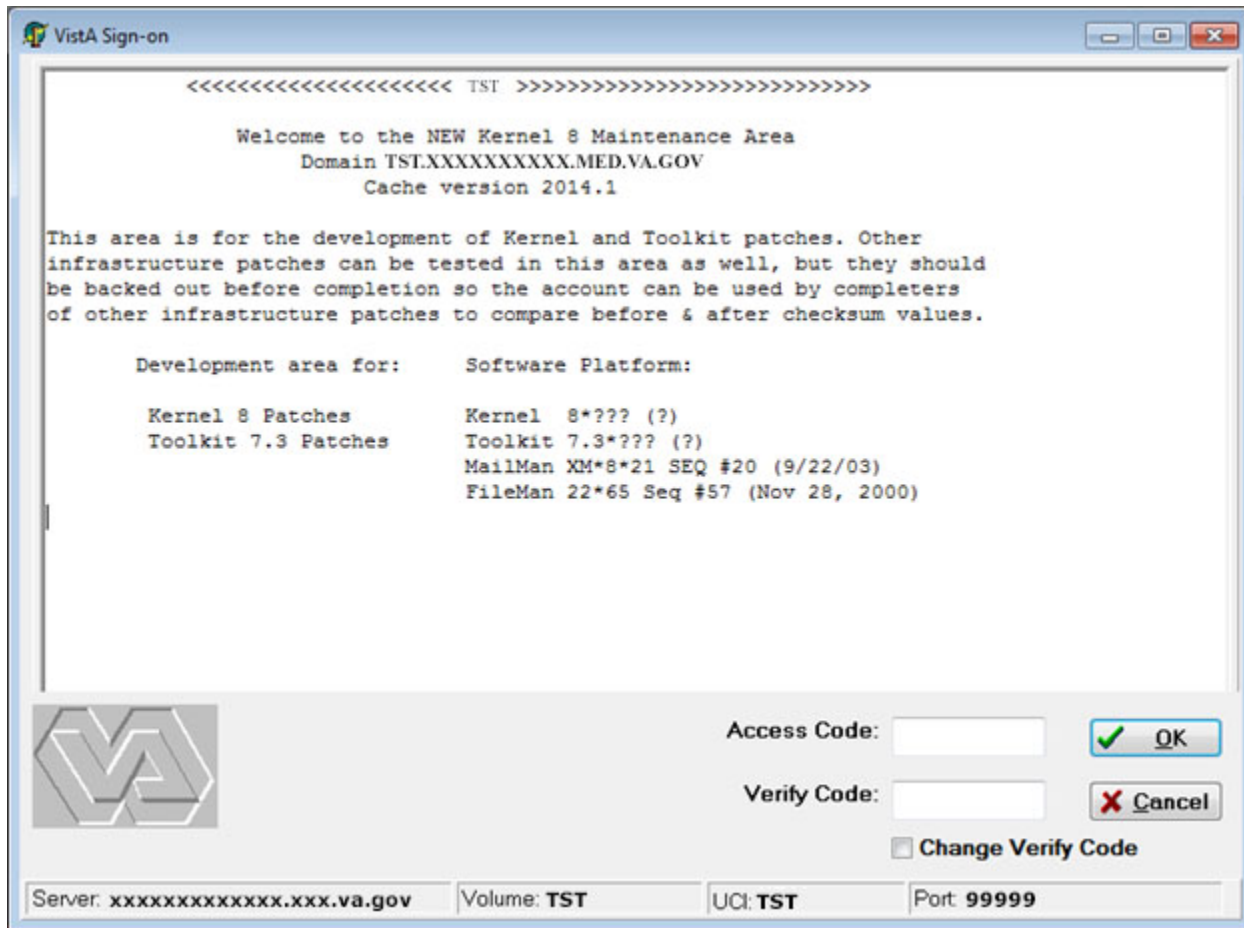 VistA Sign-on
<<<<<<<<<<<<<<<<<<<<< TST >>>>>>>>>>>>>>>>>>>>>>>>>>>>
Welcome to the NEW Kernel 8 Maintenance Area
Domain TST.XXXXXXXXXX.MED.VA.GOV
Cache version 2014.1
This area is for the development of Kernel and Toolkit patches. Other
infrastructure patches can be tested in this area as well, but they should
be backed out before completion so the account can be used by completers
of other infrastructure patches to compare before & after checksum values.
Development area for: Software Platform:
Kernel 8 Patches Kernel 8*??? (?)
Toolkit 7.3 Patches Toolkit 7.3*??? (?)
MailMan XM*8*21 SEQ #20 (9/22/03)
FileMan 22*65 Seq #57 (Nov 28, 2000)
VA
Access Code: OK
Verify Code: Cancel
Change Verify Code
Server: xxxxxxxxxxxxx.xxx.va.gov Volume: TST UCI: TST Port: 99999